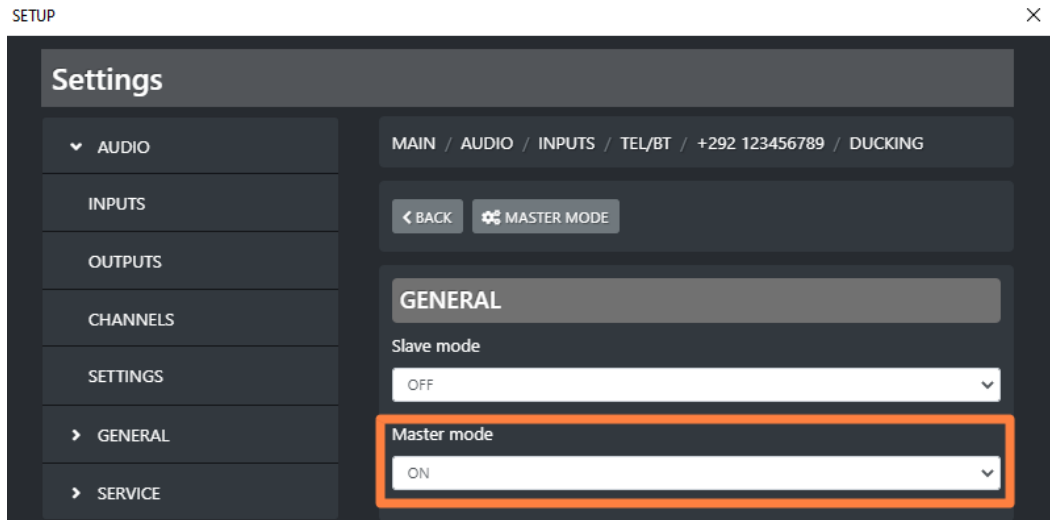 SETUP
Settings
AUDIO
INPUTS
OUTPUTS
CHANNELS
SETTINGS
GENERAL
SERVICE
MAIN / AUDIO / INPUTS / TEL/BT / +292 123456789 / DUCKING
BACK MASTER MODE
GENERAL
Slave mode
OFF
Master mode
ON